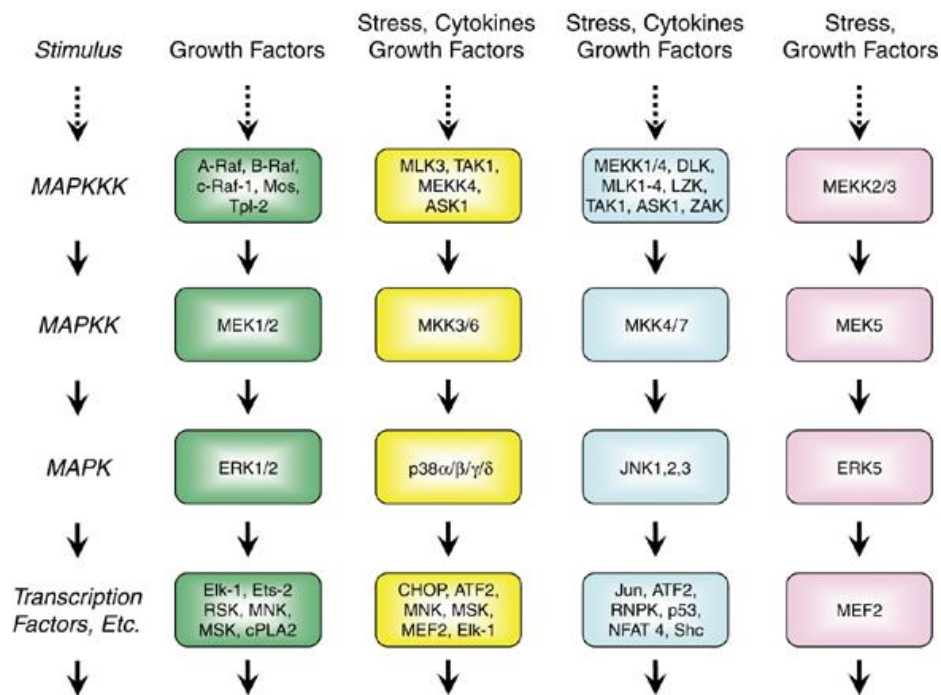 Stimulus
Growth Factors
Stress, Cytokines
Growth Factors
Stress, Cytokines
Growth Factors
Stress,
Growth Factors
MAPKKK
A-Raf, B-Raf,
c-Raf-1, Mos,
Tpl-2
MLK3, TAK1,
MEKK4,
ASK1
MEKK1/4, DLK,
MLK1-4, LZK,
TAK1, ASK1, ZAK
MEKK2/3
MAPKK
MEK1/2
MKK3/6
MKK4/7
MEK5
MAPK
ERK1/2
p38α/β/γ/δ
JNK1,2,3
ERK5
Transcription
Factors, Etc.
Elk-1, Ets-2
RSK, MNK,
MSK, cPLA2
CHOP, ATF2,
MNK, MSK,
MEF2, Elk-1
Jun, ATF2,
RNPK, p53,
NFAT 4, Shc
MEF2